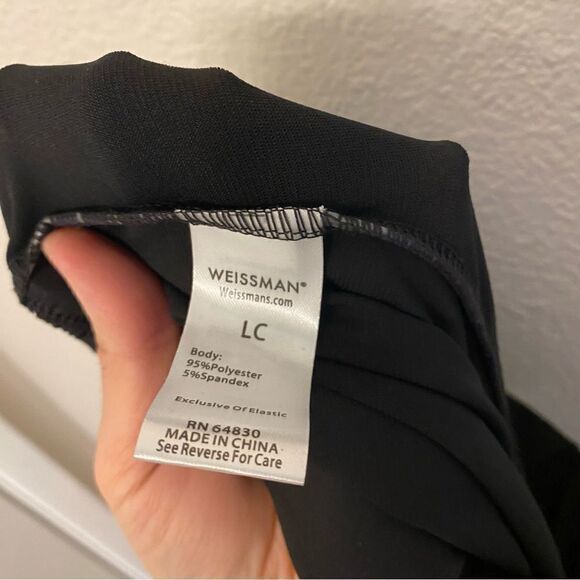 WEISSMAN®
Weissmans.com
LC
Body:
95%Polyester
5%Spandex
Exclusive Of Elastic
RN 64830
MADE IN CHINA
See Reverse For Care